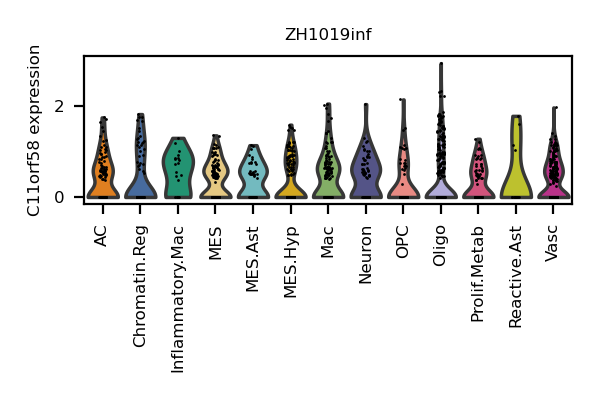 ZH1019inf
C11orf58 expression
2
0
AC
Chromatin.Reg
Inflammatory.Mac
MES
MES.Ast
MES.Hyp
Mac
Neuron
OPC
Oligo
Prolif.Metab
Reactive.Ast
Vasc